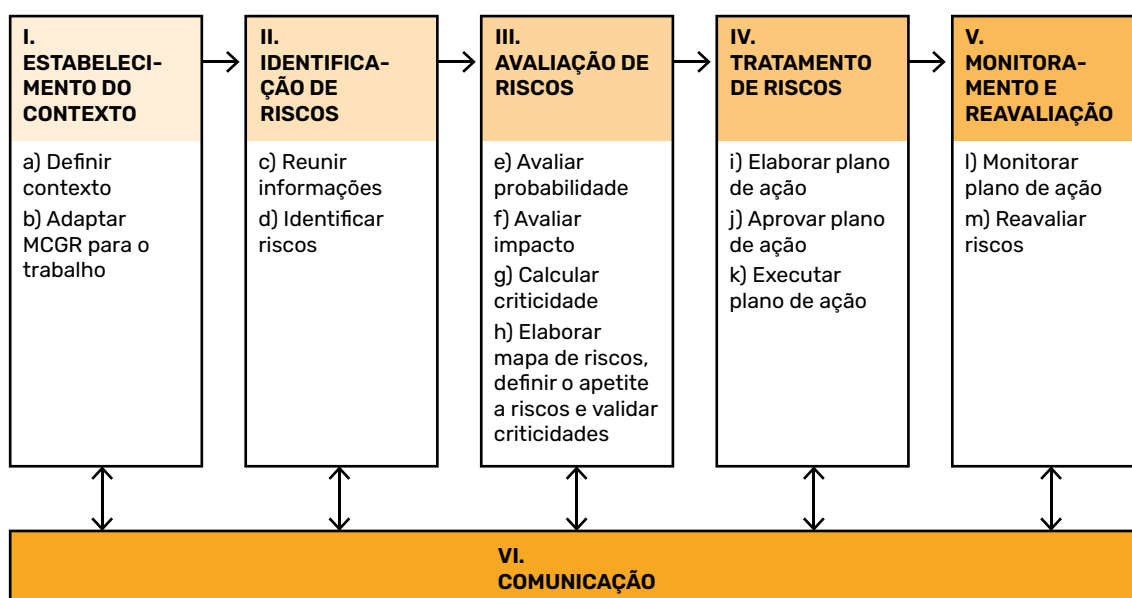 I.
ESTABELECI-
MENTO DO
CONTEXTO
a) Definir
contexto
b) Adaptar
MCGR para o
trabalho
II.
IDENTIFICA-
ÇÃO DE
RISCOS
c) Reunir
informações
d) Identificar
riscos
III.
AVALIAÇÃO DE
RISCOS
e) Avaliar
probabilidade
f) Avaliar
impacto
g) Calcular
criticidade
h) Elaborar
mapa de riscos,
definir o apetite
a riscos e validar
criticidades
IV.
TRATAMENTO
DE RISCOS
i) Elaborar plano
de ação
j) Aprovar plano
de ação
k) Executar
plano de ação
V.
MONITORA-
MENTO E
REAVALIAÇÃO
l) Monitorar
plano de ação
m) Reavaliar
riscos
VI.
COMUNICAÇÃO